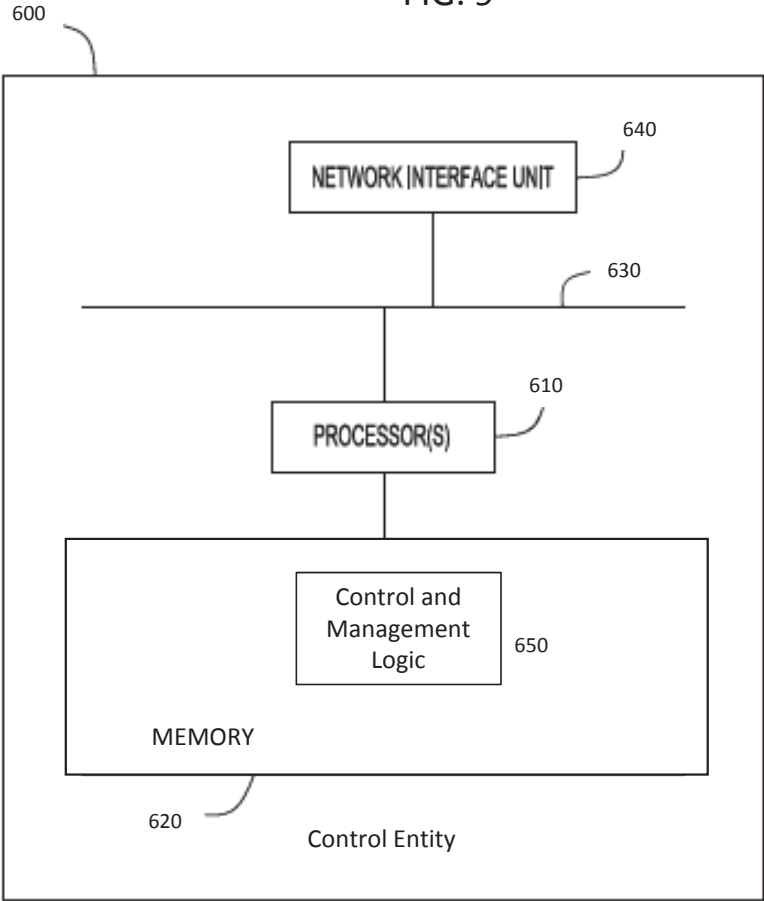 600
640
NETWORK INTERFACE UNIT
630
610
PROCESSOR(S)
Control and
Management
Logic
650
MEMORY
620
Control Entity